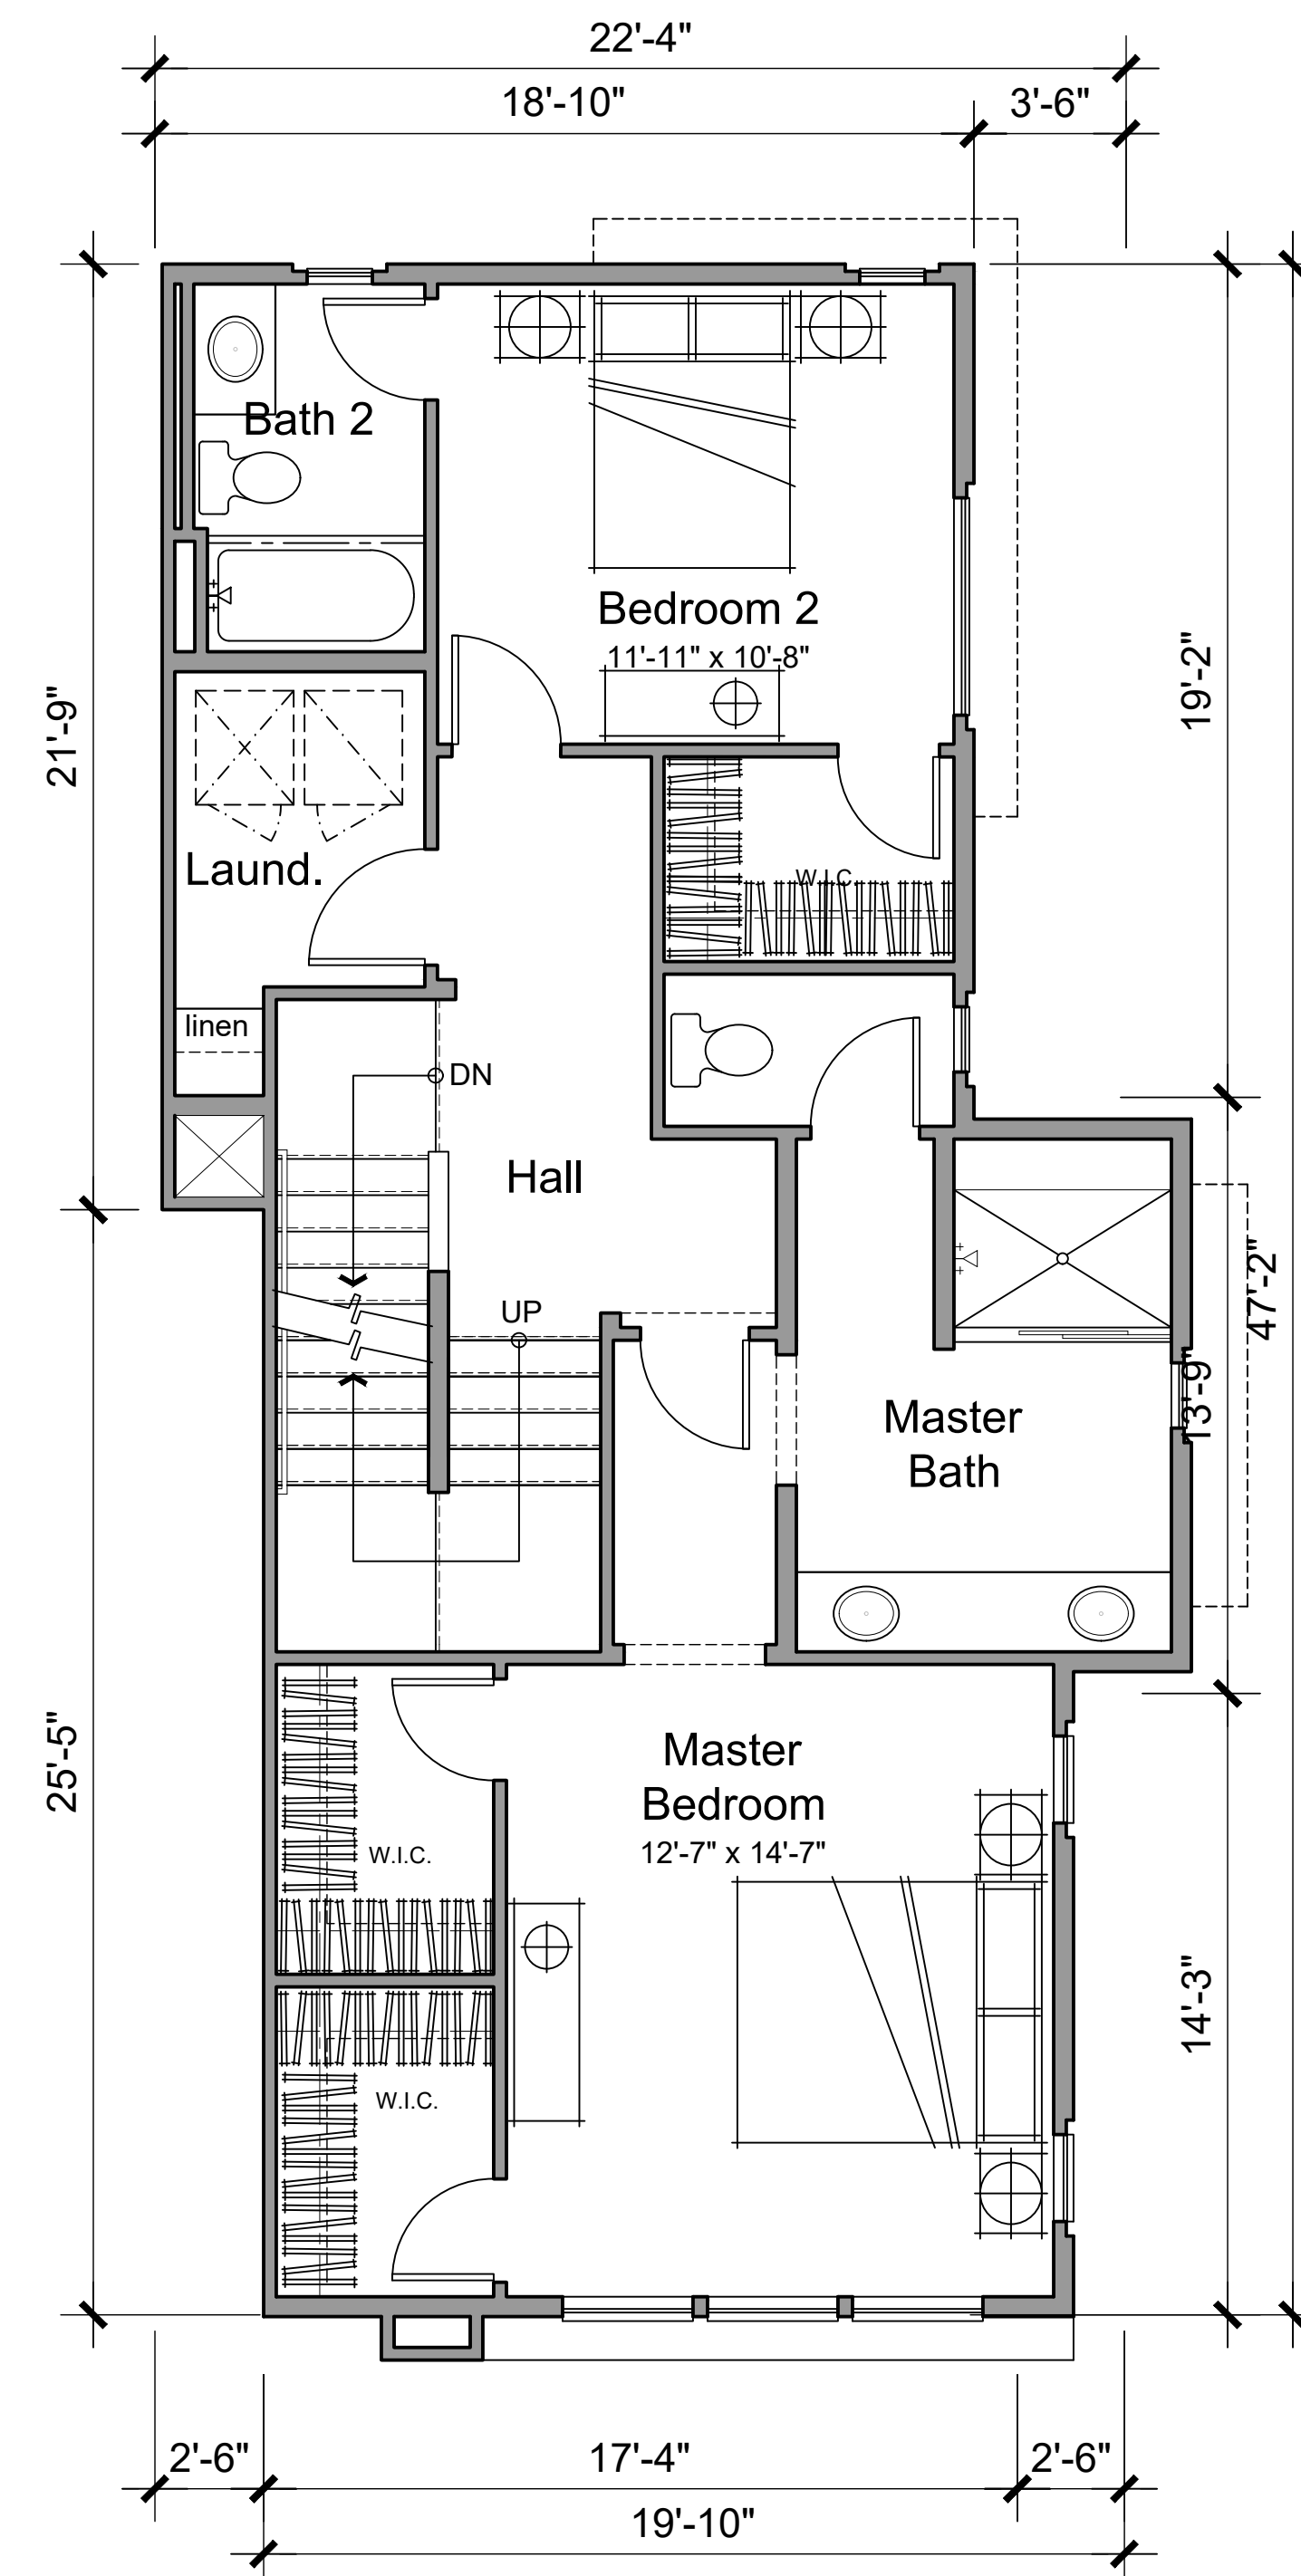 22'-4"
18'-10"
3'-6"
Bath 2
Bedroom 2
11'-11" x 10'-8"
19'-2"
21'-9"
Laund.
W.I.C.
linen
DN
Hall
UP
47'-2"
13'-9"
Master
Bath
Master
Bedroom
12'-7" x 14'-7"
25'-5"
W.I.C.
14'-3"
W.I.C.
2'-6"
17'-4"
2'-6"
19'-10"